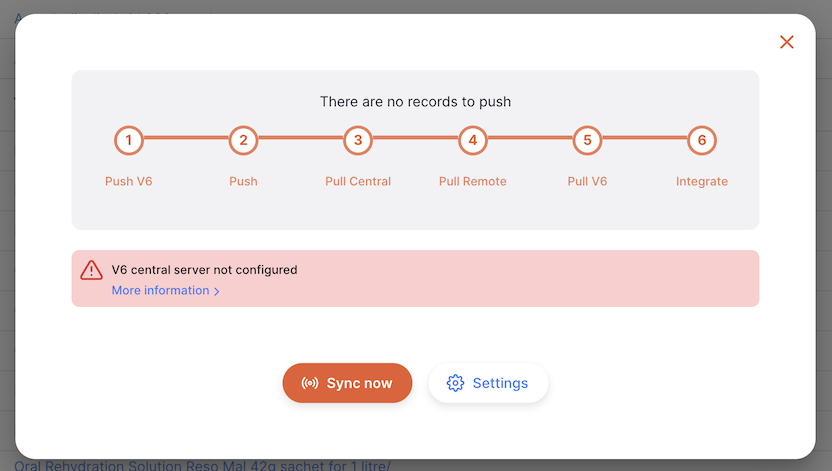 There are no records to push
1 2 3 4 5 6
Push V6 Push Pull Central Pull Remote Pull V6 Integrate
V6 central server not configured
More information
Sync now Settings
Oral Rehydration Solution Reso Mal 42g sachet for 1 litre/